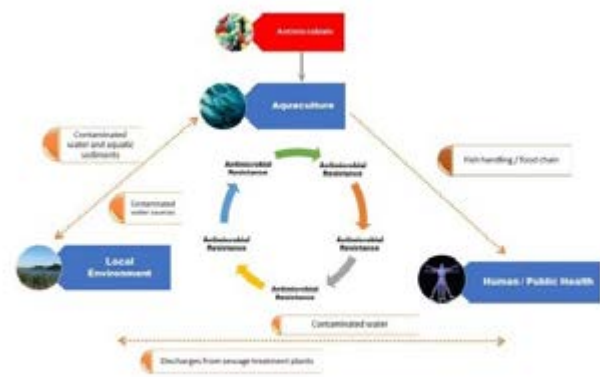 Antimicrobials
Aquaculture
Contaminated
water and aquatic
sediments
Fish handling / food chain
Antimicrobial
Resistance
Antimicrobial
Resistance
Contaminated
water sources
Antimicrobial
Resistance
Antimicrobial
Resistance
Local
Environment
Antimicrobial
Resistance
Human / Public Health
Contaminated water
Discharges from sewage treatment plants